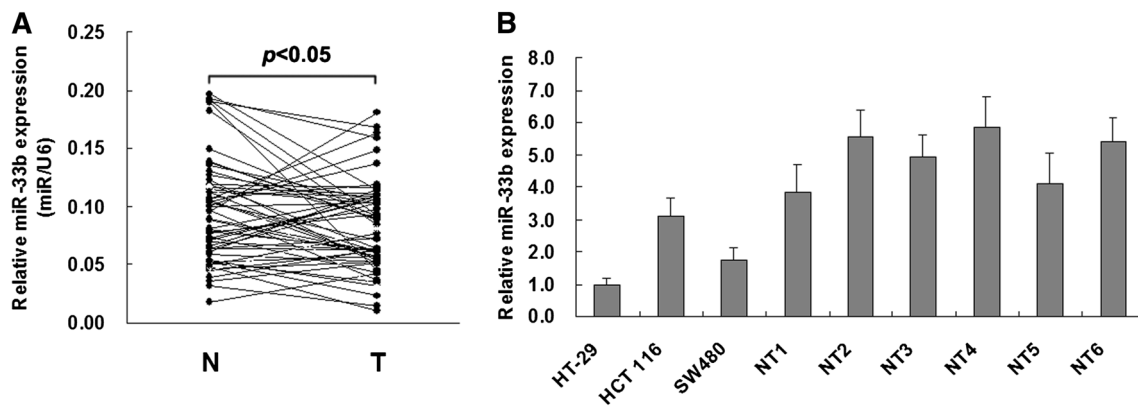 A
Relative miR-33b expression
(miR/U6)
0.25
0.20
0.15
0.10
0.05
0.00
p<0.05
N
T
B
Relative miR-33b expression
8.0
7.0
6.0
5.0
4.0
3.0
2.0
1.0
0.0
HT-29
HCT 116
SW480
NT1
NT2
NT3
NT4
NT5
NT6